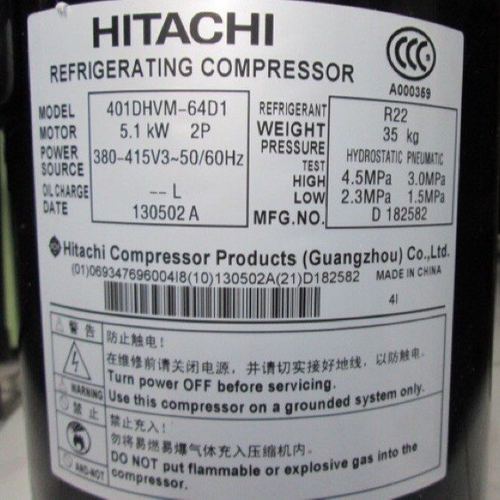 HITACHI
REFRIGERATING COMPRESSOR
CCC
A000369
MODEL 401DHVM-64D1
MOTOR 5.1 kW 2P
POWER SOURCE 380-415V3~50/60Hz
OIL CHARGE -- L
DATE 130502 A
REFRIGERANT R22
WEIGHT 35 kg
PRESSURE TEST HYDROSTATIC PNEUMATIC
HIGH 4.5MPa 3.0MPa
LOW 2.3MPa 1.5MPa
MFG.NO. D 182582
Hitachi Compressor Products (Guangzhou) Co., Ltd.
(01)069347696004I8(10)130502A(21)D182582 MADE IN CHINA
4I
警告
WARNING
防止触电！
在维修前请关闭电源，并请切实接好地线，以防触电。
Turn power OFF before servicing.
Use this compressor on a grounded system only.
禁止
AND-NOT
禁止充入！
勿将易燃易爆气体充入压缩机内。
DO NOT put flammable or explosive gas into the
compressor.